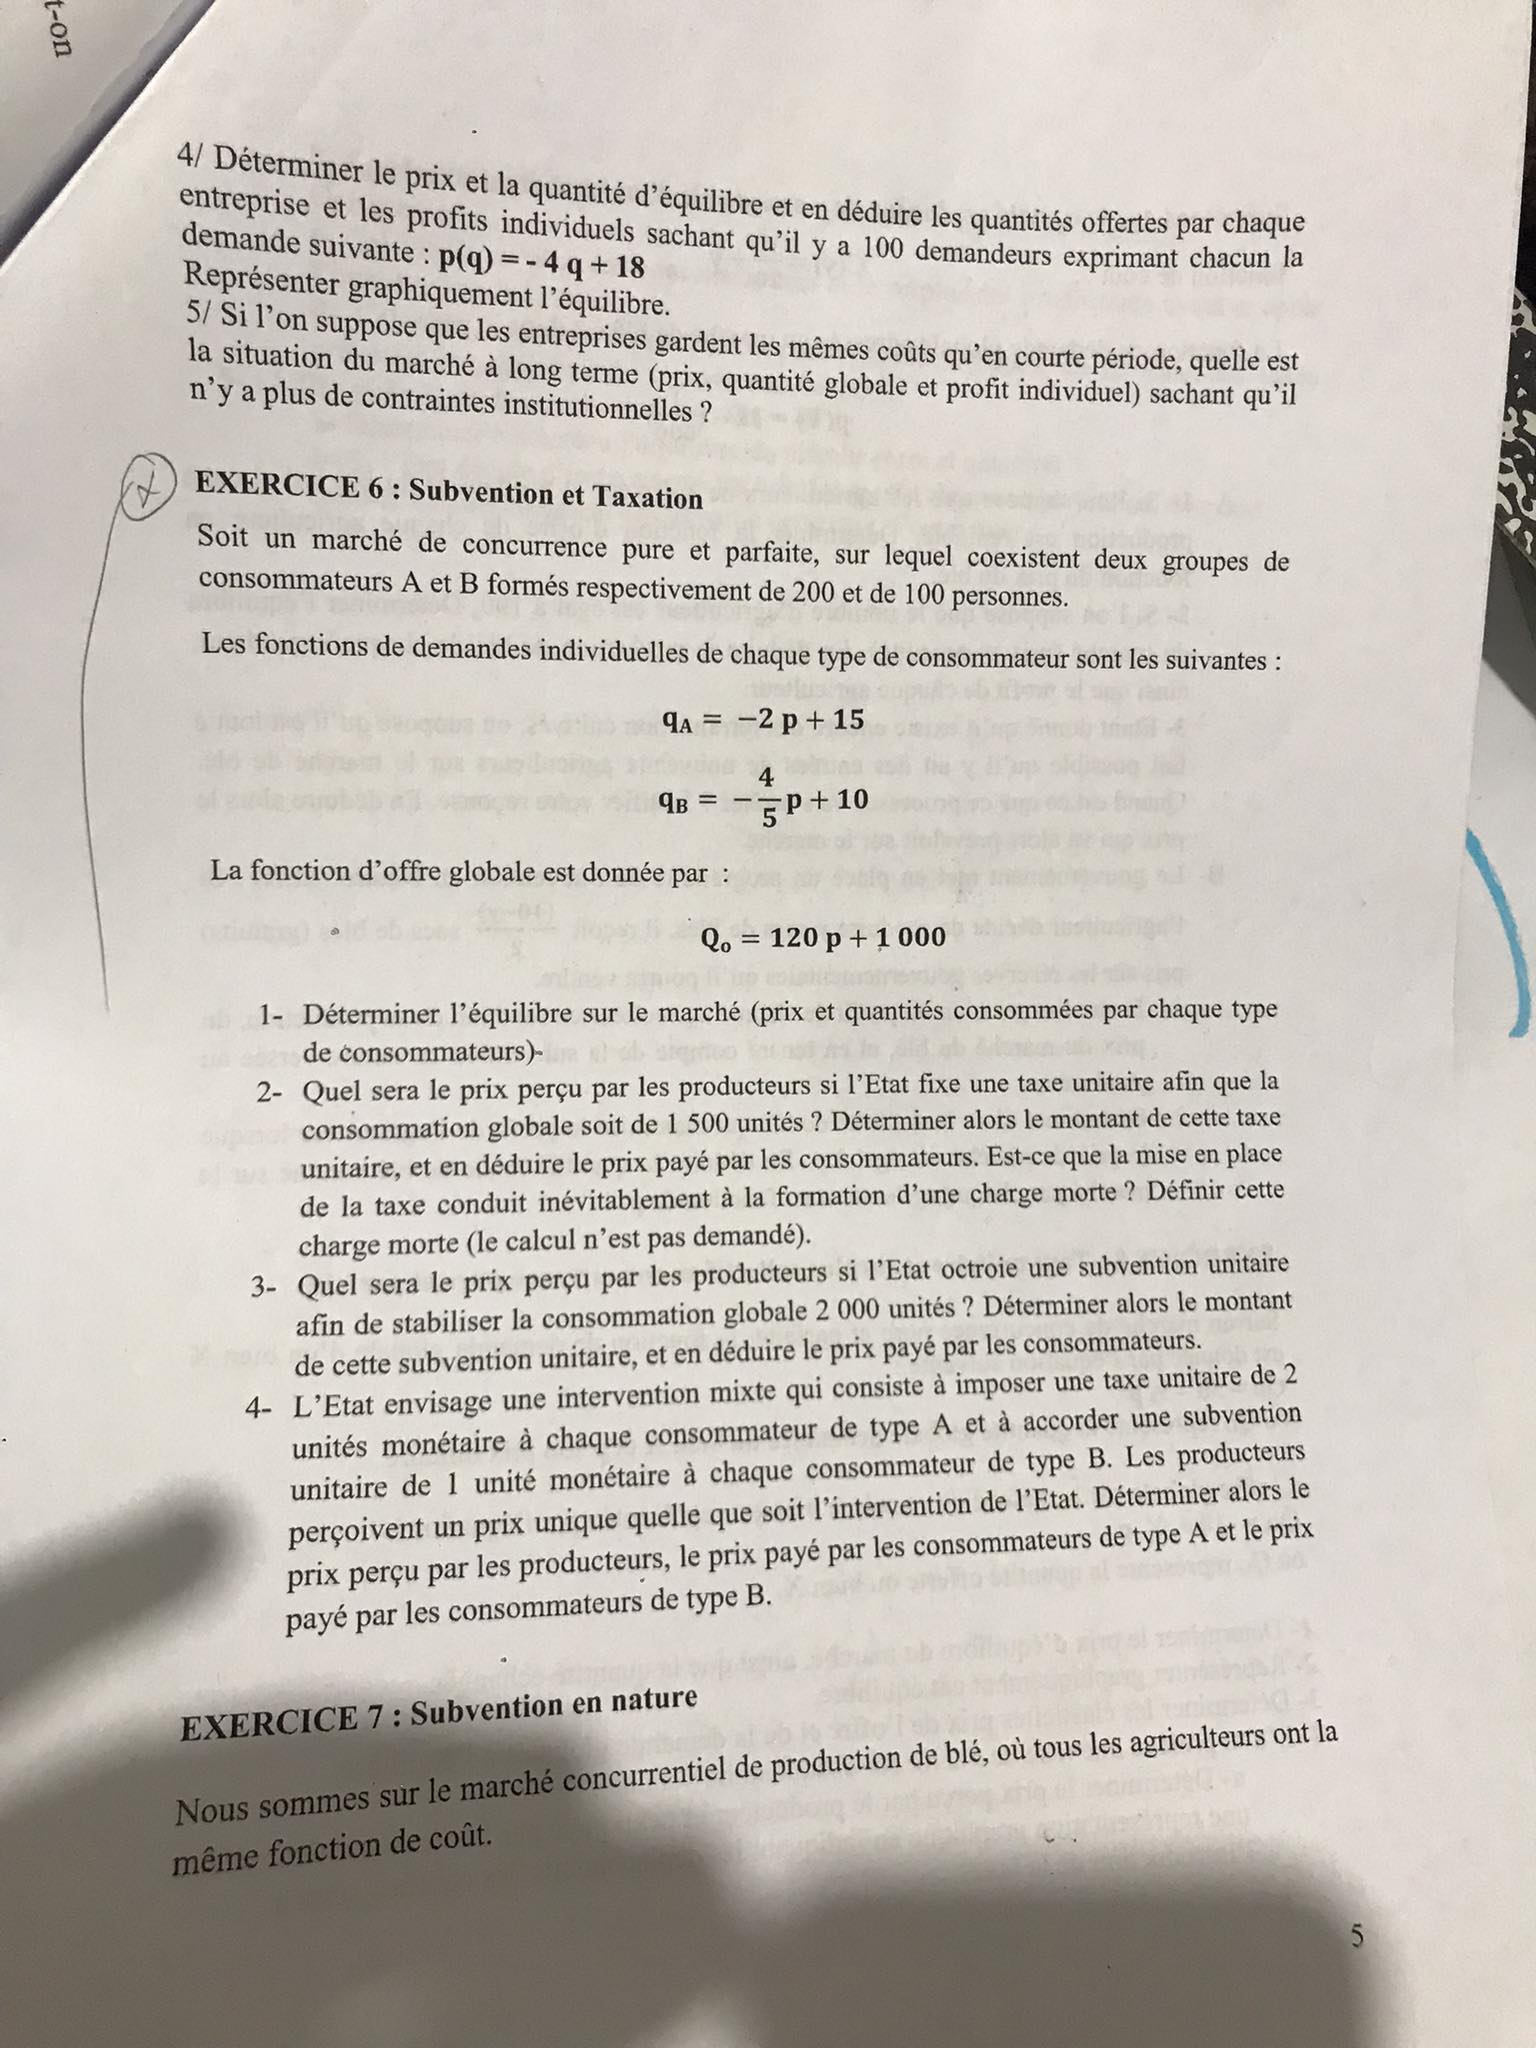 t-on
4/ Déterminer le prix et la quantité d'équilibre et en déduire les quantités offertes par chaque
entreprise et les profits individuels sachant qu'il y a 100 demandeurs exprimant chacun la
demande suivante : p(q) = - 4 q + 18
Représenter graphiquement l'équilibre.
5/ Si l'on suppose que les entreprises gardent les mêmes coûts qu'en courte période, quelle est
la situation du marché à long terme (prix, quantité globale et profit individuel) sachant qu'il
n'y a plus de contraintes institutionnelles ?
EXERCICE 6 : Subvention et Taxation
Soit un marché de concurrence pure et parfaite, sur lequel coexistent deux groupes de
consommateurs A et B formés respectivement de 200 et de 100 personnes.
Les fonctions de demandes individuelles de chaque type de consommateur sont les suivantes :
qA = −2 p + 15
qB = −4/5 p + 10
La fonction d'offre globale est donnée par :
Qo = 120 p + 1 000
1- Déterminer l'équilibre sur le marché (prix et quantités consommées par chaque type
de consommateurs)-
2- Quel sera le prix perçu par les producteurs si l'Etat fixe une taxe unitaire afin que la
consommation globale soit de 1 500 unités ? Déterminer alors le montant de cette taxe
unitaire, et en déduire le prix payé par les consommateurs. Est-ce que la mise en place
de la taxe conduit inévitablement à la formation d'une charge morte ? Définir cette
charge morte (le calcul n'est pas demandé).
3- Quel sera le prix perçu par les producteurs si l'Etat octroie une subvention unitaire
afin de stabiliser la consommation globale 2 000 unités ? Déterminer alors le montant
de cette subvention unitaire, et en déduire le prix payé par les consommateurs.
4- L'Etat envisage une intervention mixte qui consiste à imposer une taxe unitaire de 2
unités monétaire à chaque consommateur de type A et à accorder une subvention
unitaire de 1 unité monétaire à chaque consommateur de type B. Les producteurs
perçoivent un prix unique quelle que soit l'intervention de l'Etat. Déterminer alors le
prix perçu par les producteurs, le prix payé par les consommateurs de type A et le prix
payé par les consommateurs de type B.
EXERCICE 7 : Subvention en nature
Nous sommes sur le marché concurrentiel de production de blé, où tous les agriculteurs ont la
même fonction de coût.
5